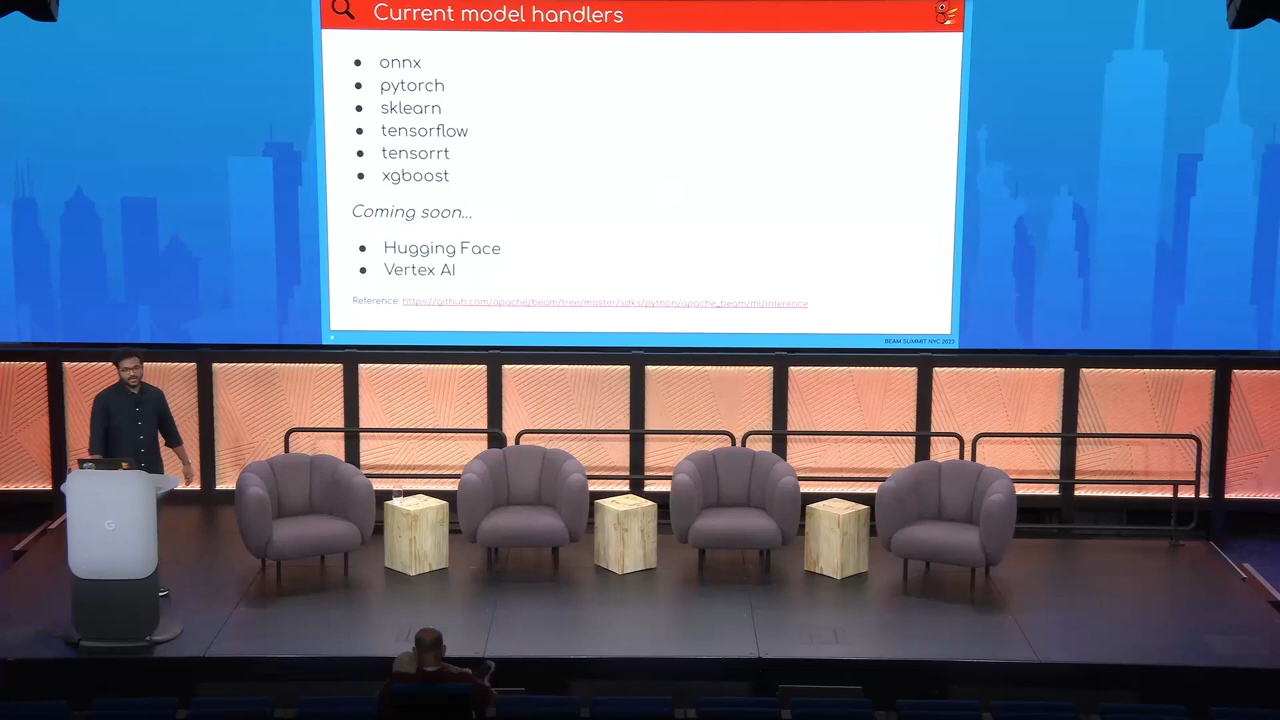 Current model handlers
● onnx
● pytorch
● sklearn
● tensorflow
● tensorrt
● xgboost
Coming soon...
● Hugging Face
● Vertex AI
Reference: https://github.com/apache/beam/tree/master/sdks/python/apache_beam/ml/inference
BEAM SUMMIT NYC 2023
G